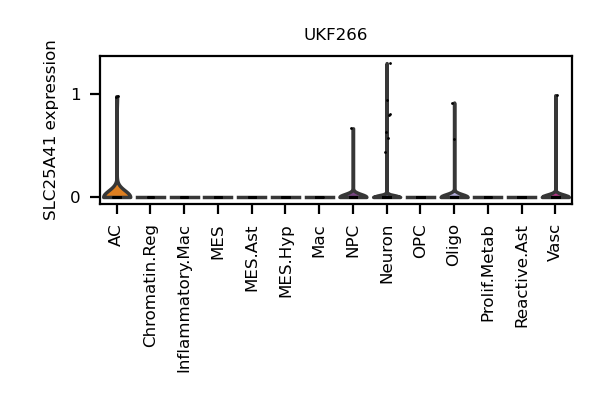 UKF266
SLC25A41 expression
1
0
AC
Chromatin.Reg
Inflammatory.Mac
MES
MES.Ast
MES.Hyp
Mac
NPC
Neuron
OPC
Oligo
Prolif.Metab
Reactive.Ast
Vasc